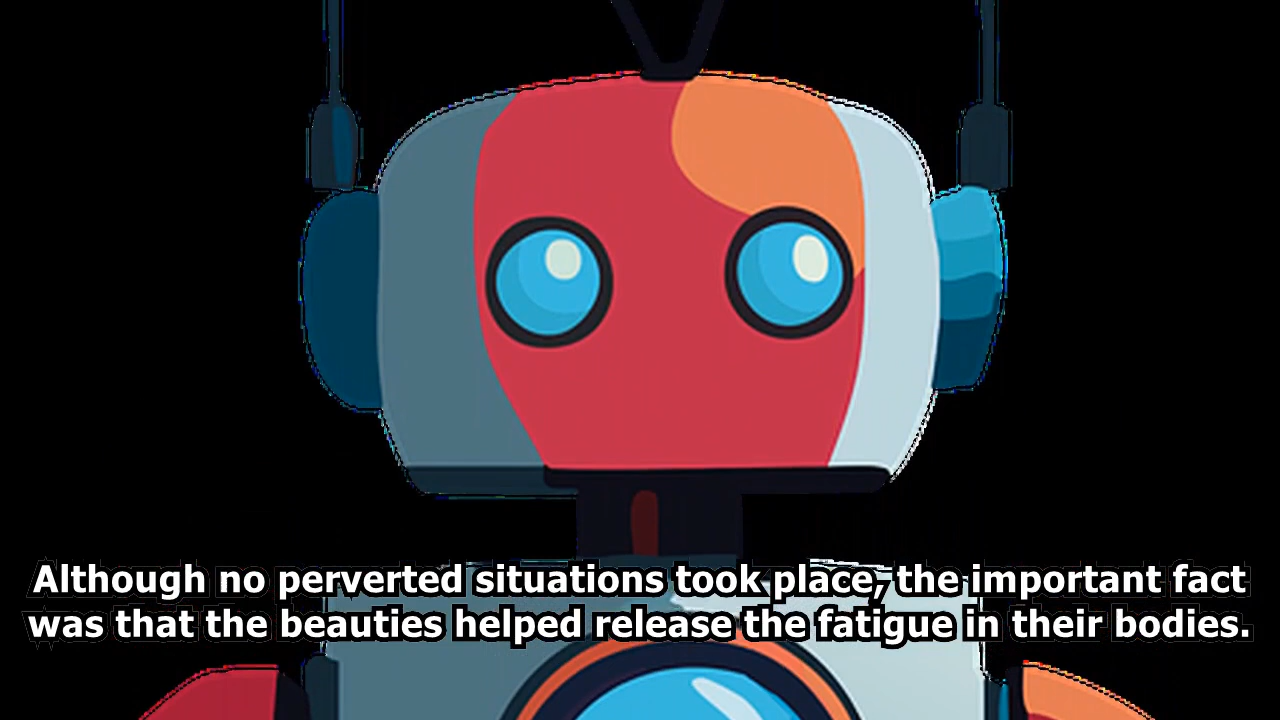 Although no perverted situations took place, the important fact
was that the beauties helped release the fatigue in their bodies.